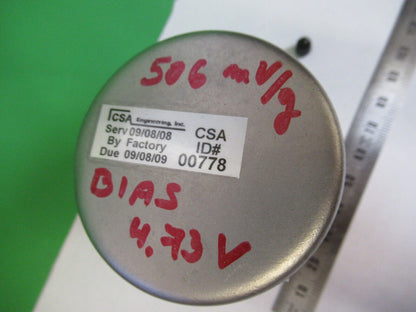 506 mV/g
CSA Engineering, Inc.
Serv 09/08/08 CSA
By Factory ID#
Due 09/08/09 00778
BIAS
4.73 V